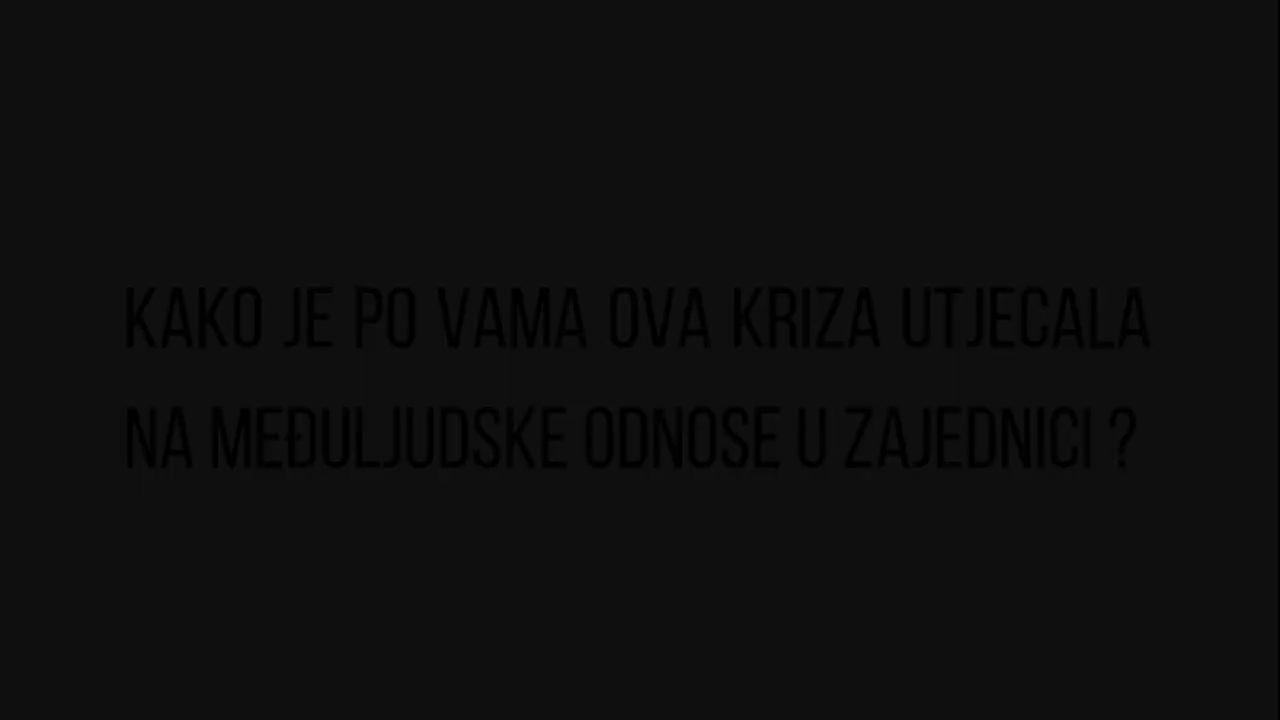 KAKO JE PO VAMA OVA KRIZA UTJECALA
NA MEĐULJUDSKE ODNOSE U ZAJEDNICI ?